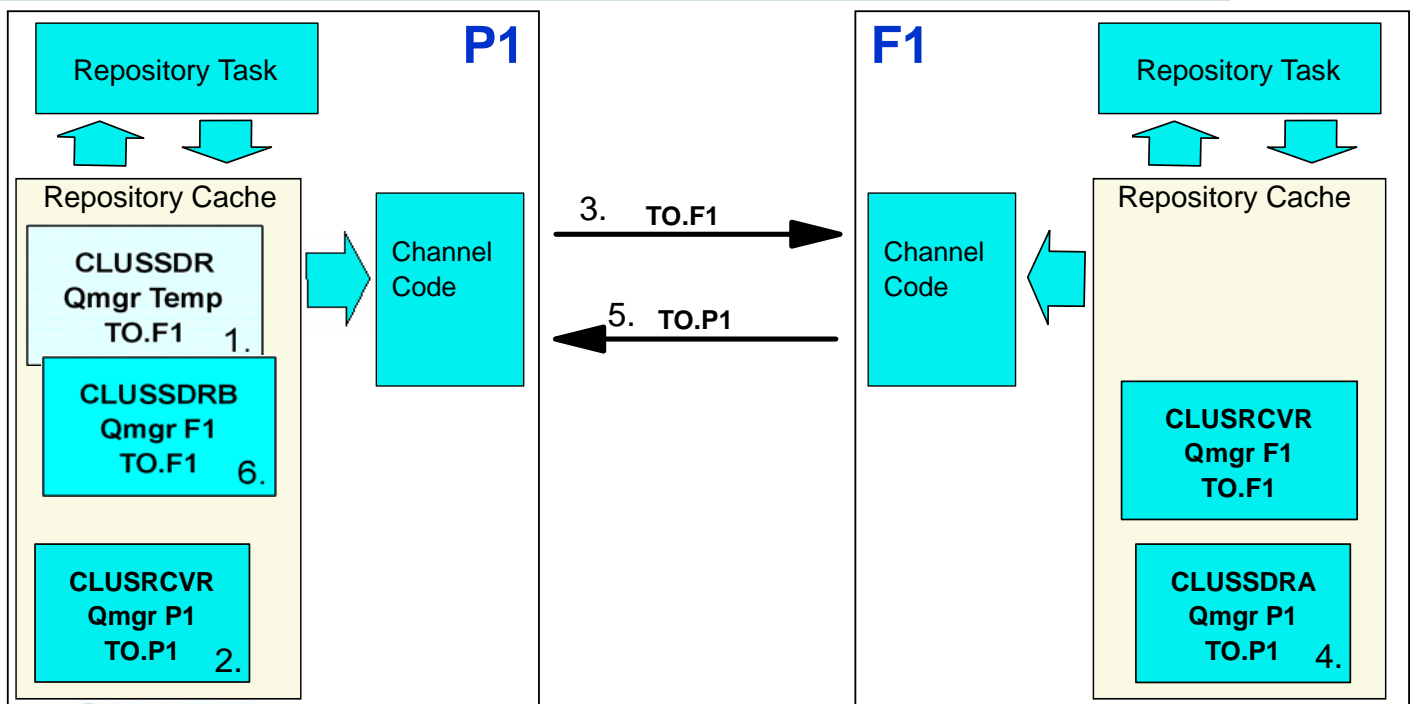 P1
Repository Task
Repository Cache
CLUSSDR
Qmgr Temp
TO.F1
1.
CLUSSDRB
Qmgr F1
TO.F1
6.
CLUSRCVR
Qmgr P1
TO.P1
2.
Channel
Code
3. TO.F1
5. TO.P1
F1
Repository Task
Repository Cache
Channel
Code
CLUSRCVR
Qmgr F1
TO.F1
CLUSSDRA
Qmgr P1
TO.P1
4.